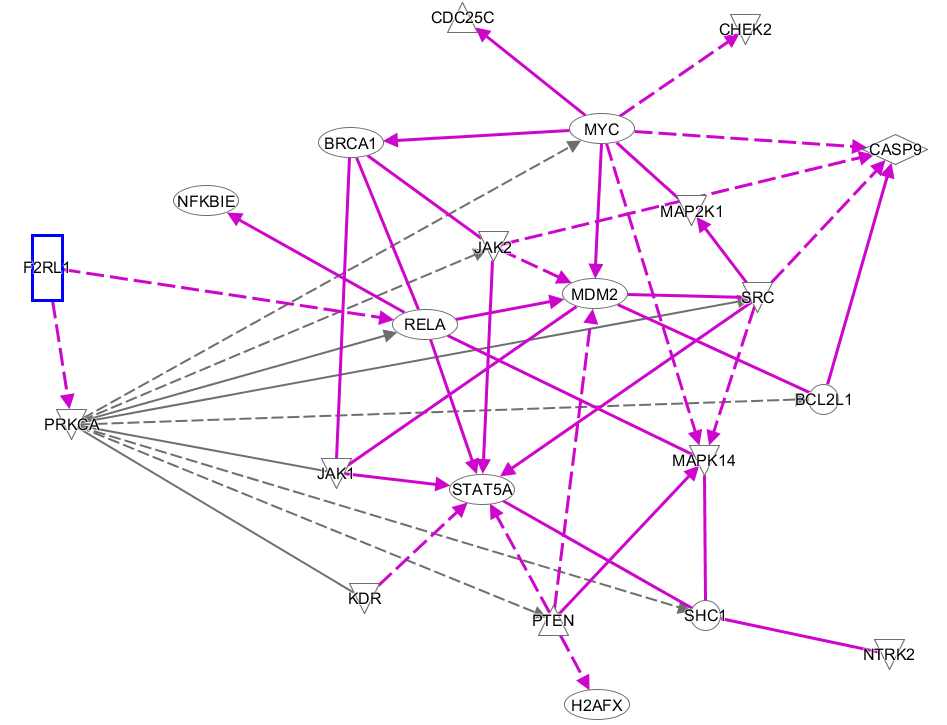 CDC25C
CHEK2
MYC
BRCA1
CASP9
NFKBIE
MAP2K1
JAK2
F2RL1
MDM2
SRC
RELA
BCL2L1
PRKCA
MAPK14
JAK1
STAT5A
KDR
PTEN
SHC1
NTRK2
H2AFX